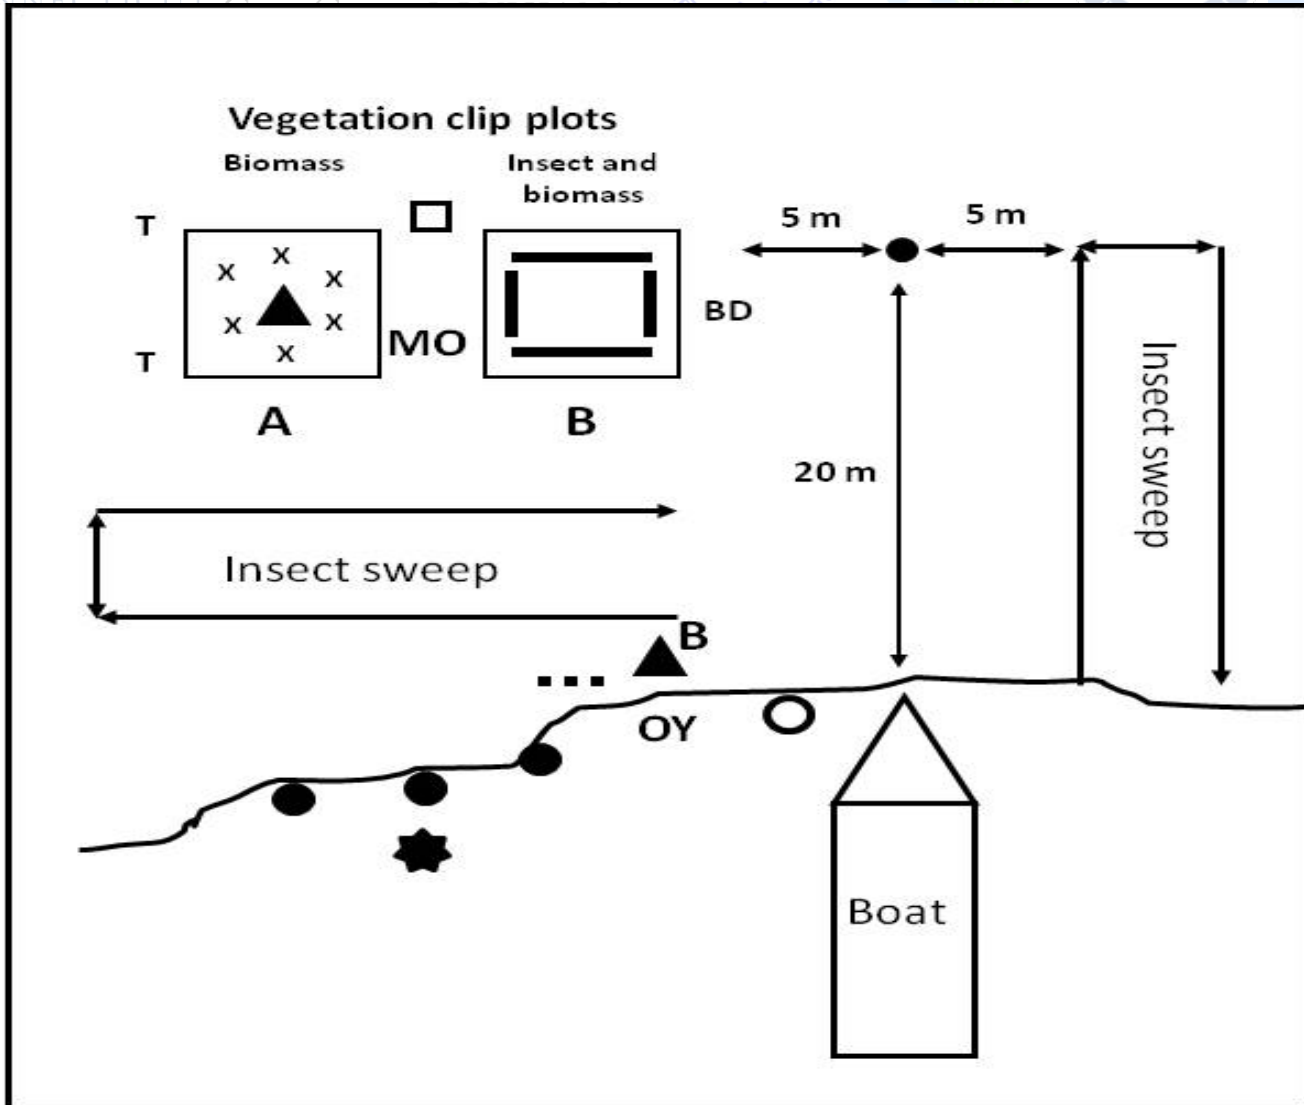 Vegetation clip plots
Biomass
Insect and
biomass
T
x
x
x
x
x
x
T
MO
BD
A
B
5 m
5 m
20 m
Insect sweep
Insect sweep
B
OY
Boat